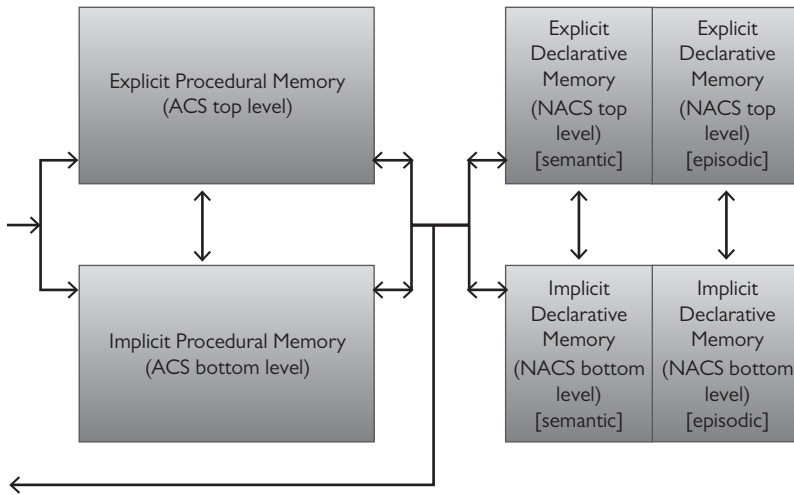 Explicit Procedural Memory
(ACS top level)
Explicit
Declarative
Memory
(NACS top
level)
[semantic]
Explicit
Declarative
Memory
(NACS top
level)
[episodic]
Implicit Procedural Memory
(ACS bottom level)
Implicit
Declarative
Memory
(NACS bottom
level)
[semantic]
Implicit
Declarative
Memory
(NACS bottom
level)
[episodic]